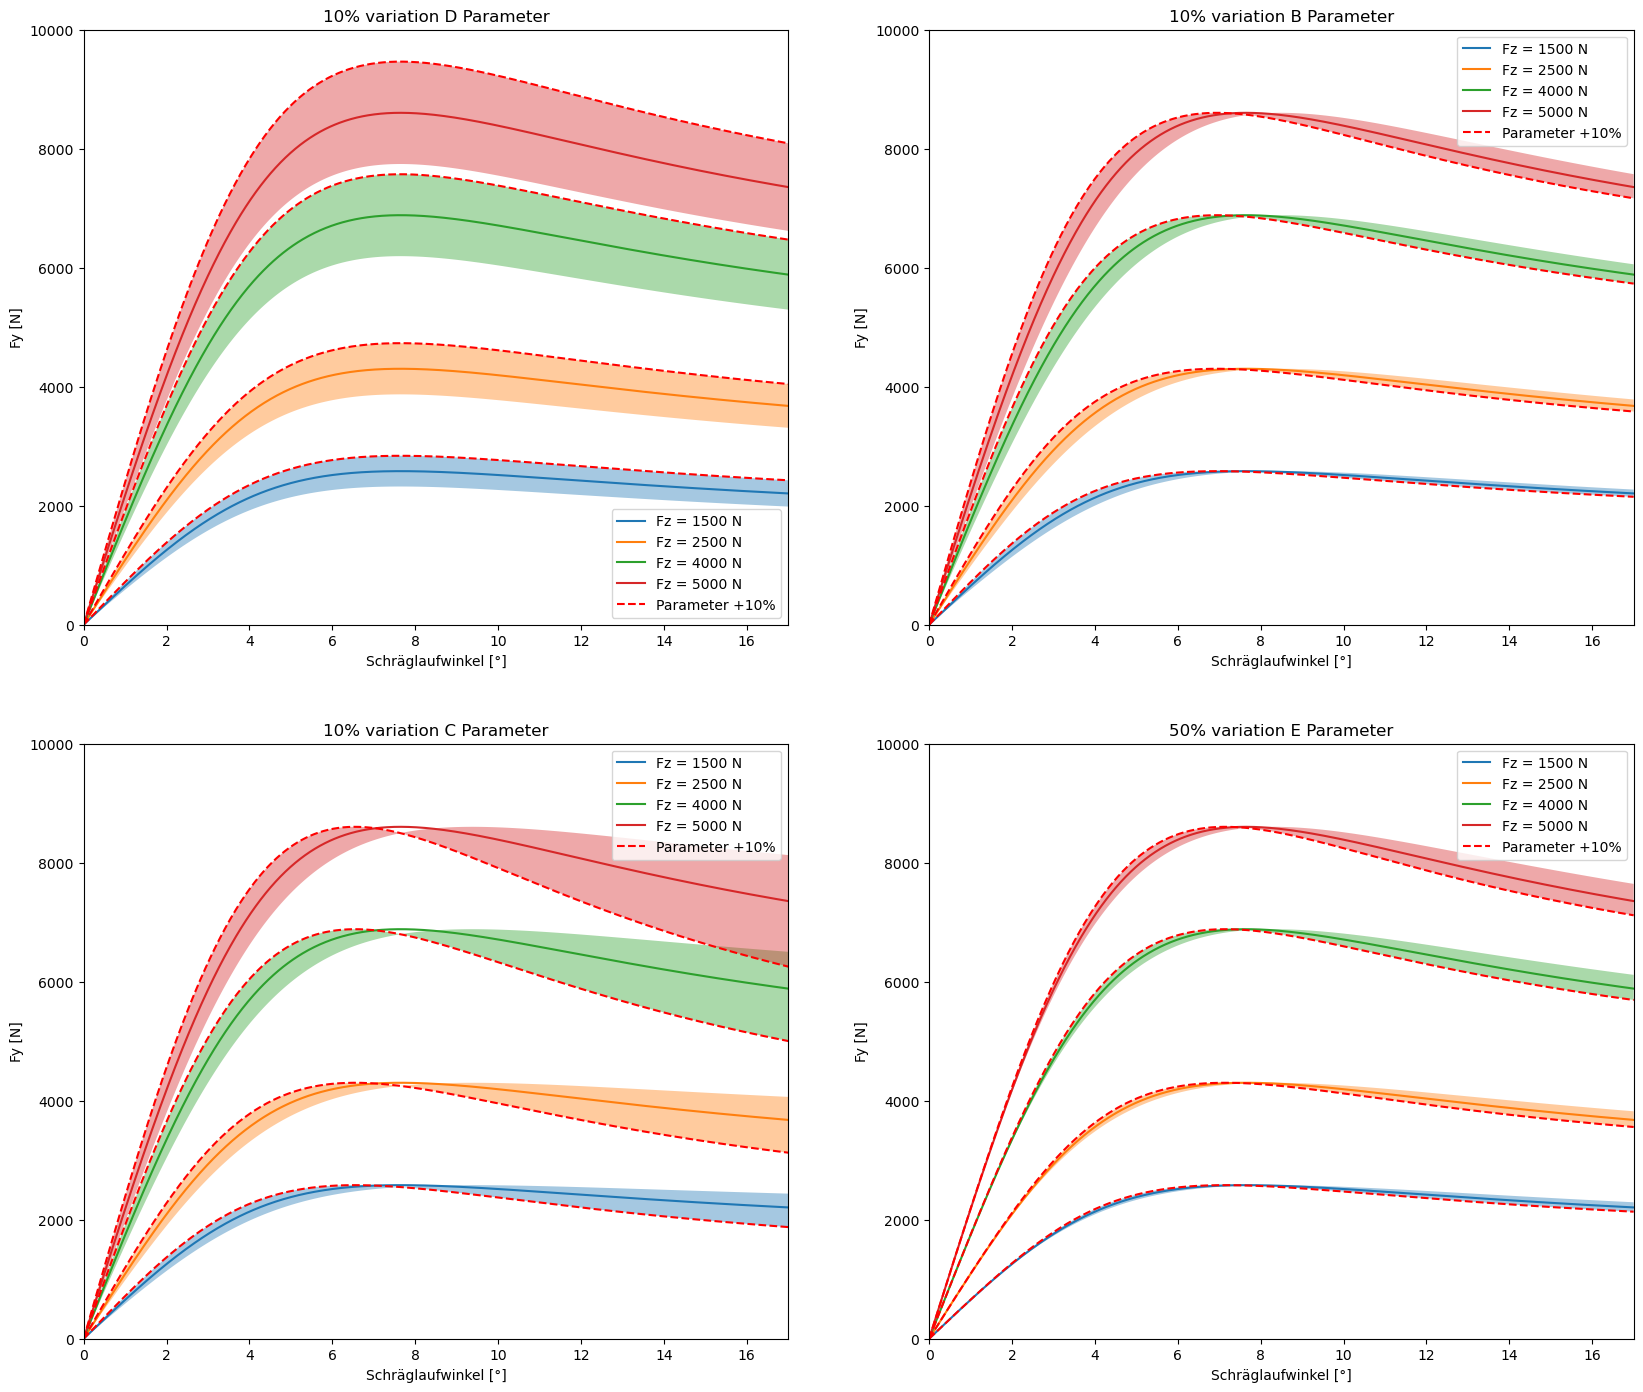 10% variation D Parameter
10000
8000
6000
4000
2000
0
Fy [N]
0 2 4 6 8 10 12 14 16
Schräglaufwinkel [°]
Fz = 1500 N
Fz = 2500 N
Fz = 4000 N
Fz = 5000 N
Parameter +10%
10% variation B Parameter
10000
8000
6000
4000
2000
0
Fy [N]
0 2 4 6 8 10 12 14 16
Schräglaufwinkel [°]
Fz = 1500 N
Fz = 2500 N
Fz = 4000 N
Fz = 5000 N
Parameter +10%
10% variation C Parameter
10000
8000
6000
4000
2000
0
Fy [N]
0 2 4 6 8 10 12 14 16
Schräglaufwinkel [°]
Fz = 1500 N
Fz = 2500 N
Fz = 4000 N
Fz = 5000 N
Parameter +10%
50% variation E Parameter
10000
8000
6000
4000
2000
0
Fy [N]
0 2 4 6 8 10 12 14 16
Schräglaufwinkel [°]
Fz = 1500 N
Fz = 2500 N
Fz = 4000 N
Fz = 5000 N
Parameter +10%